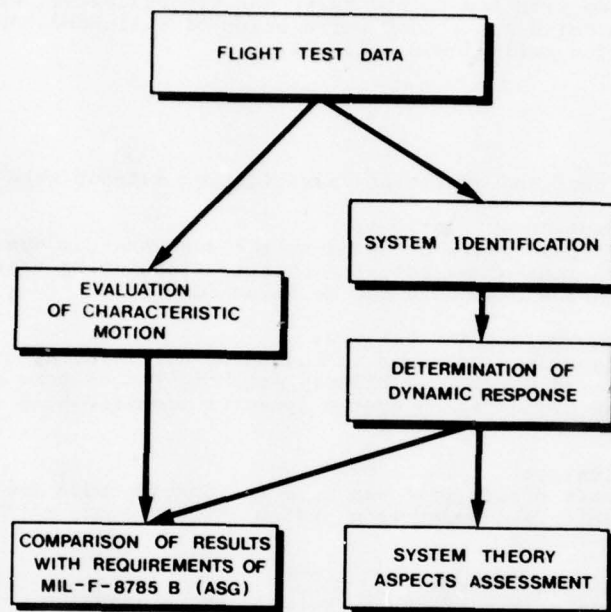 FLIGHT TEST DATA
SYSTEM IDENTIFICATION
EVALUATION
OF CHARACTERISTIC
MOTION
DETERMINATION OF
DYNAMIC RESPONSE
COMPARISON OF RESULTS
WITH REQUIREMENTS OF
MIL-F-8785 B (ASG)
SYSTEM THEORY
ASPECTS ASSESSMENT